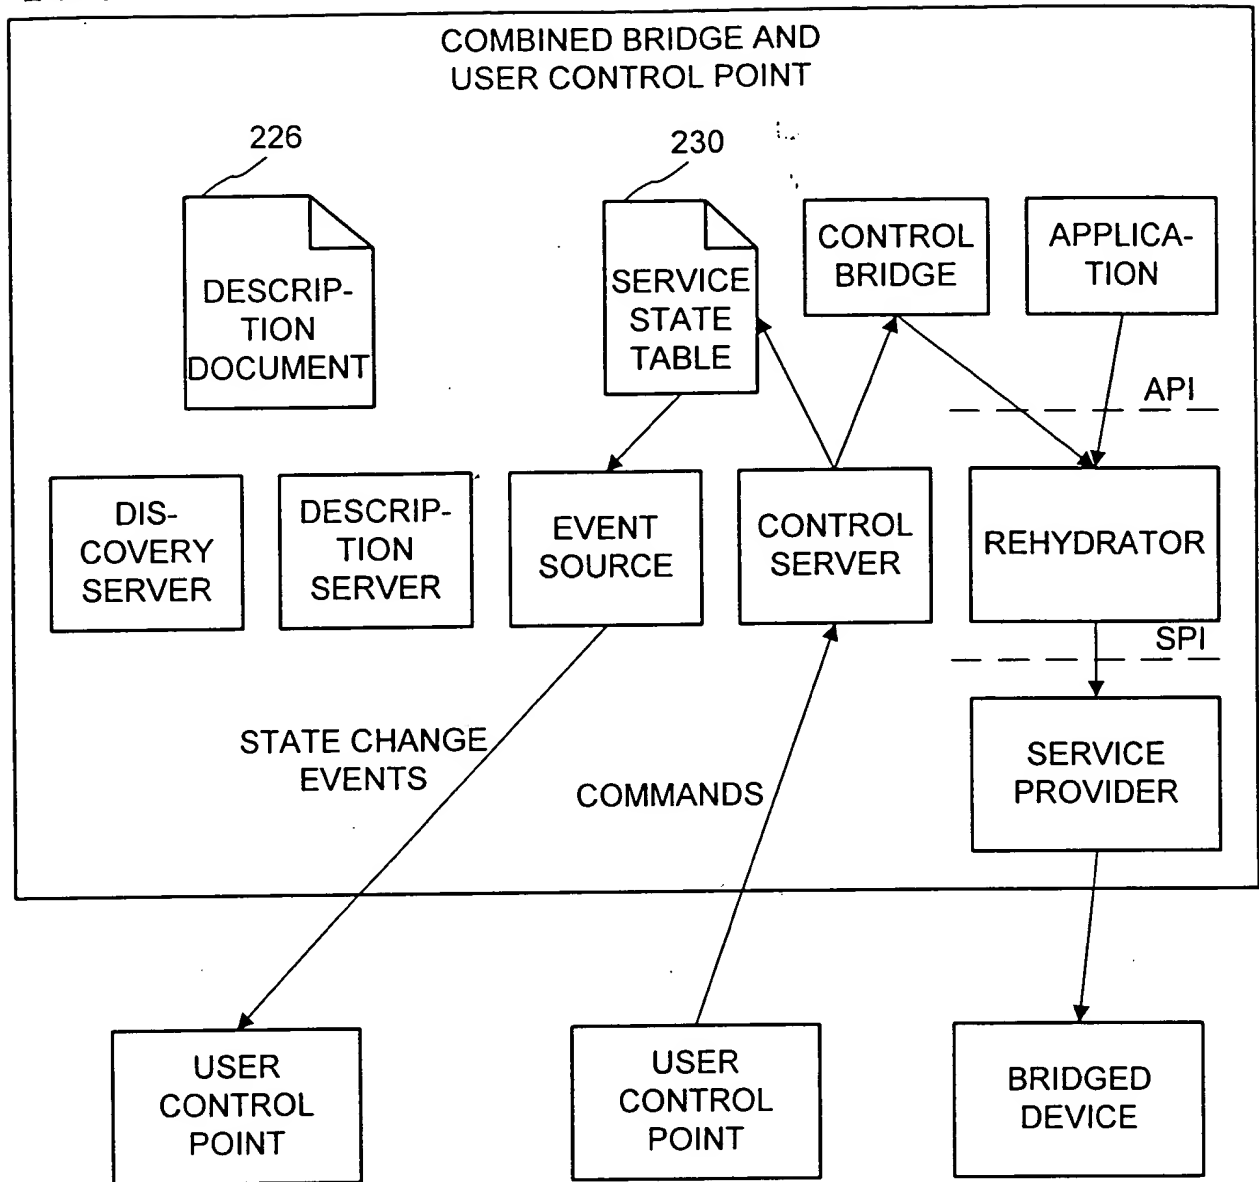 COMBINED BRIDGE AND
USER CONTROL POINT
226
230
DESCRIP-
TION
DOCUMENT
SERVICE
STATE
TABLE
CONTROL
BRIDGE
APPLICA-
TION
API
DIS-
COVERY
SERVER
DESCRIP-
TION
SERVER
EVENT
SOURCE
CONTROL
SERVER
REHYDRATOR
SPI
STATE CHANGE
EVENTS
COMMANDS
SERVICE
PROVIDER
USER
CONTROL
POINT
USER
CONTROL
POINT
BRIDGED
DEVICE